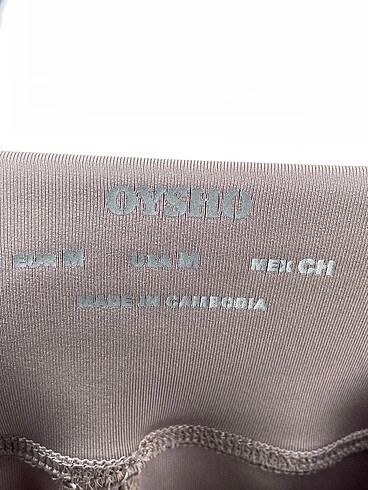 OYSHO
EUR M USA M MEX CH
MADE IN CAMBODIA